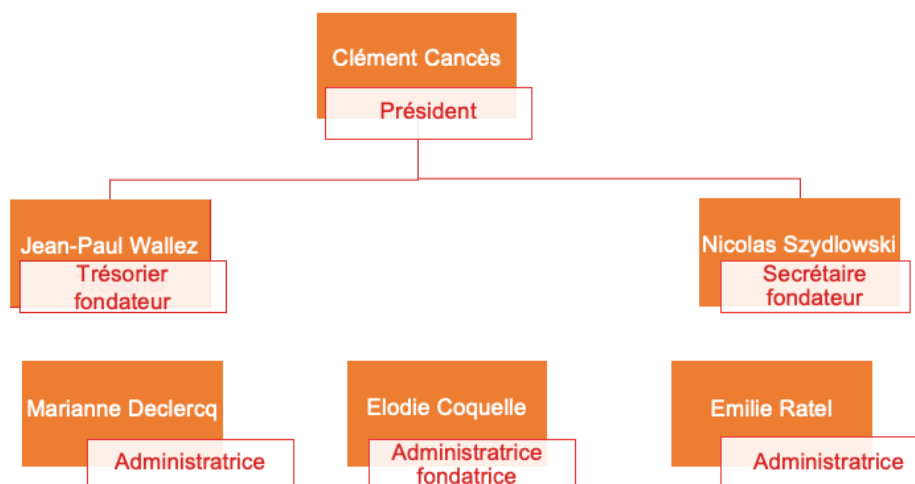 Clément Cancès
Président
Jean-Paul Wallez
Trésorier
fondateur
Nicolas Szydlowski
Secrétaire
fondateur
Marianne Declercq
Administratrice
Elodie Coquelle
Administratrice
fondatrice
Emilie Ratel
Administratrice